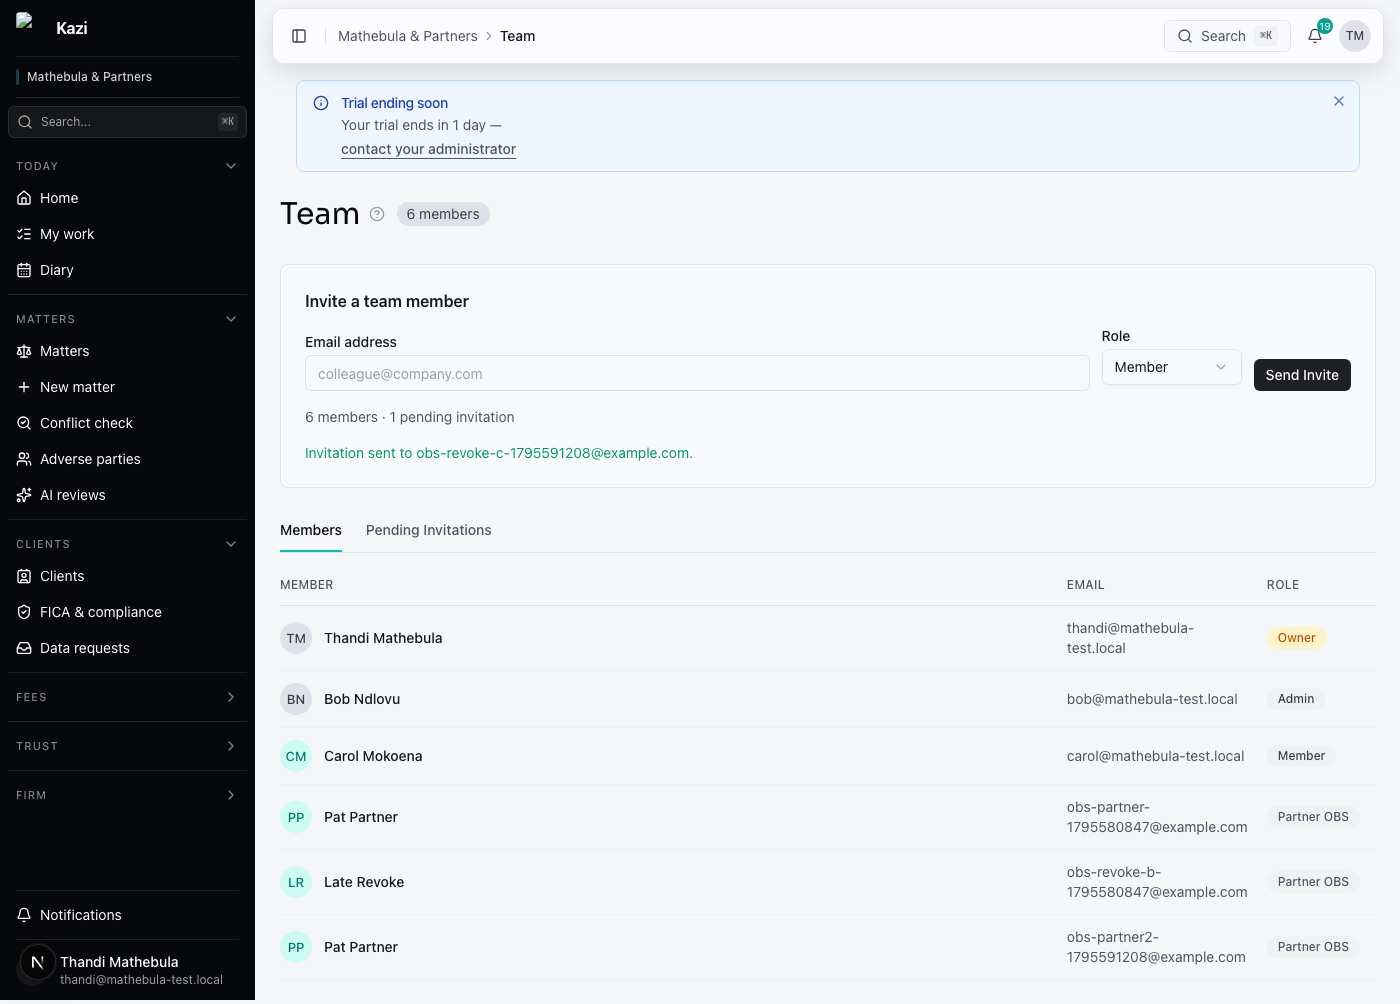 Kazi
Mathebula & Partners
Search...
⌘K
TODAY
Home
My work
Diary
MATTERS
Matters
New matter
Conflict check
Adverse parties
AI reviews
CLIENTS
Clients
FICA & compliance
Data requests
FEES
TRUST
FIRM
Notifications
N
Thandi Mathebula
thandi@mathebula-test.local
Mathebula & Partners > Team
Search ⌘K
19
TM
Trial ending soon
Your trial ends in 1 day —
contact your administrator
Team
6 members
Invite a team member
Email address
colleague@company.com
Role
Member
Send Invite
6 members · 1 pending invitation
Invitation sent to obs-revoke-c-1795591208@example.com.
Members Pending Invitations
MEMBER EMAIL ROLE
TM Thandi Mathebula thandi@mathebula-
test.local Owner
BN Bob Ndlovu bob@mathebula-test.local Admin
CM Carol Mokoena carol@mathebula-test.local Member
PP Pat Partner obs-partner-
1795580847@example.com Partner OBS
LR Late Revoke obs-revoke-b-
1795580847@example.com Partner OBS
PP Pat Partner obs-partner2-
1795591208@example.com Partner OBS